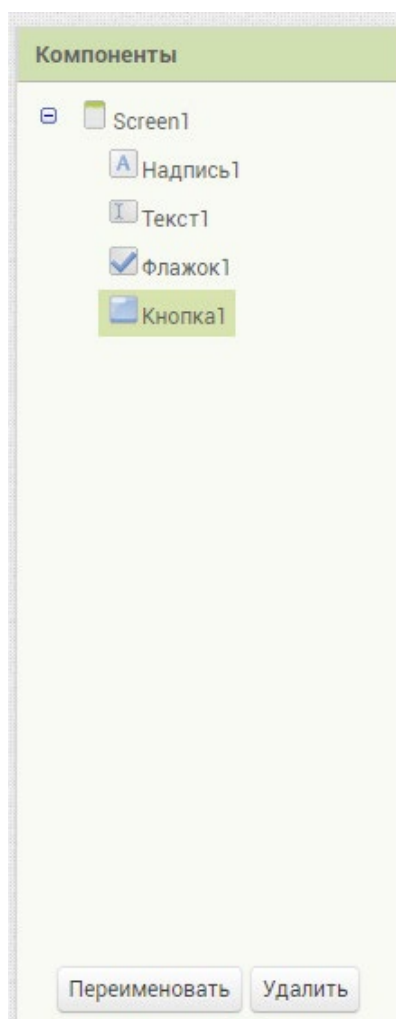 Компоненты
Screen1
Надпись1
Текст1
Флажок1
Кнопка1
Переименовать Удалить